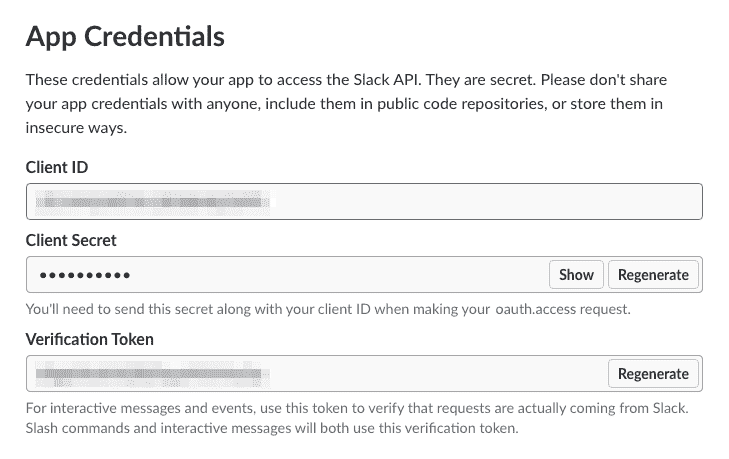 App Credentials
These credentials allow your app to access the Slack API. They are secret. Please don't share
your app credentials with anyone, include them in public code repositories, or store them in
insecure ways.
Client ID
Client Secret
●●●●●●●●●● Show Regenerate
You'll need to send this secret along with your client ID when making your oauth.access request.
Verification Token
Regenerate
For interactive messages and events, use this token to verify that requests are actually coming from Slack.
Slash commands and interactive messages will both use this verification token.